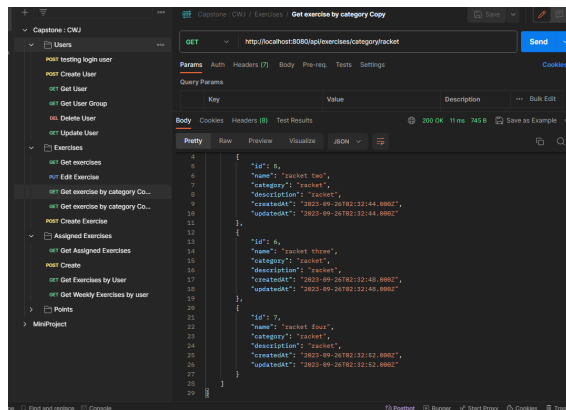 Capstone : CWJ / Exercises / Get exercise by category Copy
Save
Capstone : CWJ
Users
POST testing login user
POST Create User
GET Get User
GET Get User Group
DEL Delete User
GET Update User
Exercises
GET Get exercises
PUT Edit Exercise
GET Get exercise by category Co...
GET Get exercise by category Co...
POST Create Exercise
Assigned Exercises
GET Get Assigned Exercises
POST Create
GET Get Exercises by User
GET Get Weekly Exercises by user
Points
MiniProject
GET http://localhost:8080/api/exercises/category/racket Send
Params Auth Headers (7) Body Pre-req. Tests Settings Cookies
Query Params
Key Value Description Bulk Edit
Body Cookies Headers (8) Test Results 200 OK 11 ms 745 B Save as Example
Pretty Raw Preview Visualize JSON
4 {
5 "id": 5,
6 "name": "racket two",
7 "category": "racket",
8 "description": "racket",
9 "createdAt": "2023-09-26T02:32:44.000Z",
10 "updatedAt": "2023-09-26T02:32:44.000Z"
11 },
12 {
13 "id": 6,
14 "name": "racket three",
15 "category": "racket",
16 "description": "racket",
17 "createdAt": "2023-09-26T02:32:48.000Z",
18 "updatedAt": "2023-09-26T02:32:48.000Z"
19 },
20 {
21 "id": 7,
22 "name": "racket four",
23 "category": "racket",
24 "description": "racket",
25 "createdAt": "2023-09-26T02:32:52.000Z",
26 "updatedAt": "2023-09-26T02:32:52.000Z"
27 }
28 ]
29
Find and replace Console Postbot Runner Start Proxy Cookies